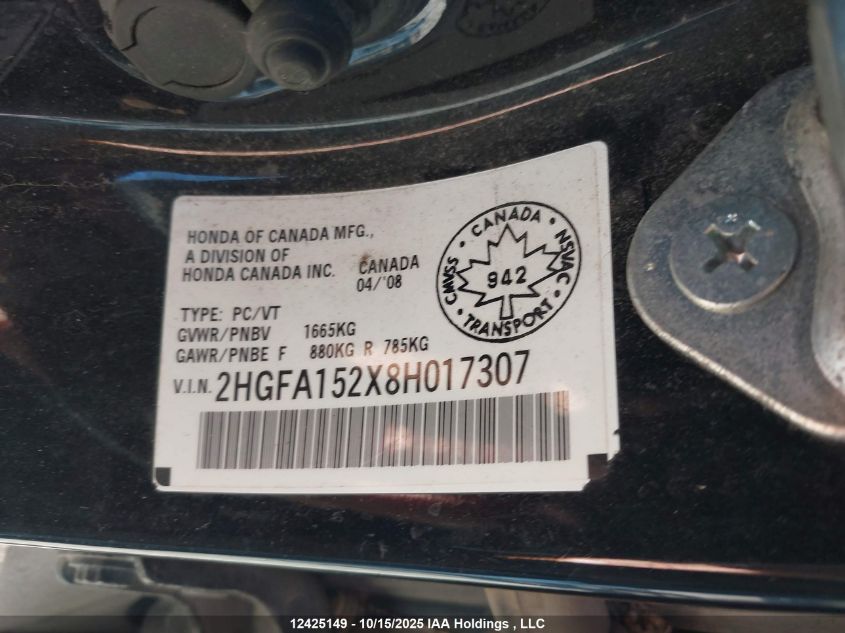 HONDA OF CANADA MFG.,
A DIVISION OF
HONDA CANADA INC. CANADA
04/'08
TYPE: PC/VT
GVWR/PNBV 1665KG
GAWR/PNBE F 880KG R 785KG
V.I.N. 2HGFA152X8H017307
CANADA
CMVSS 942 NSVAC
TRANSPORT
12425149 - 10/15/2025 IAA Holdings , LLC